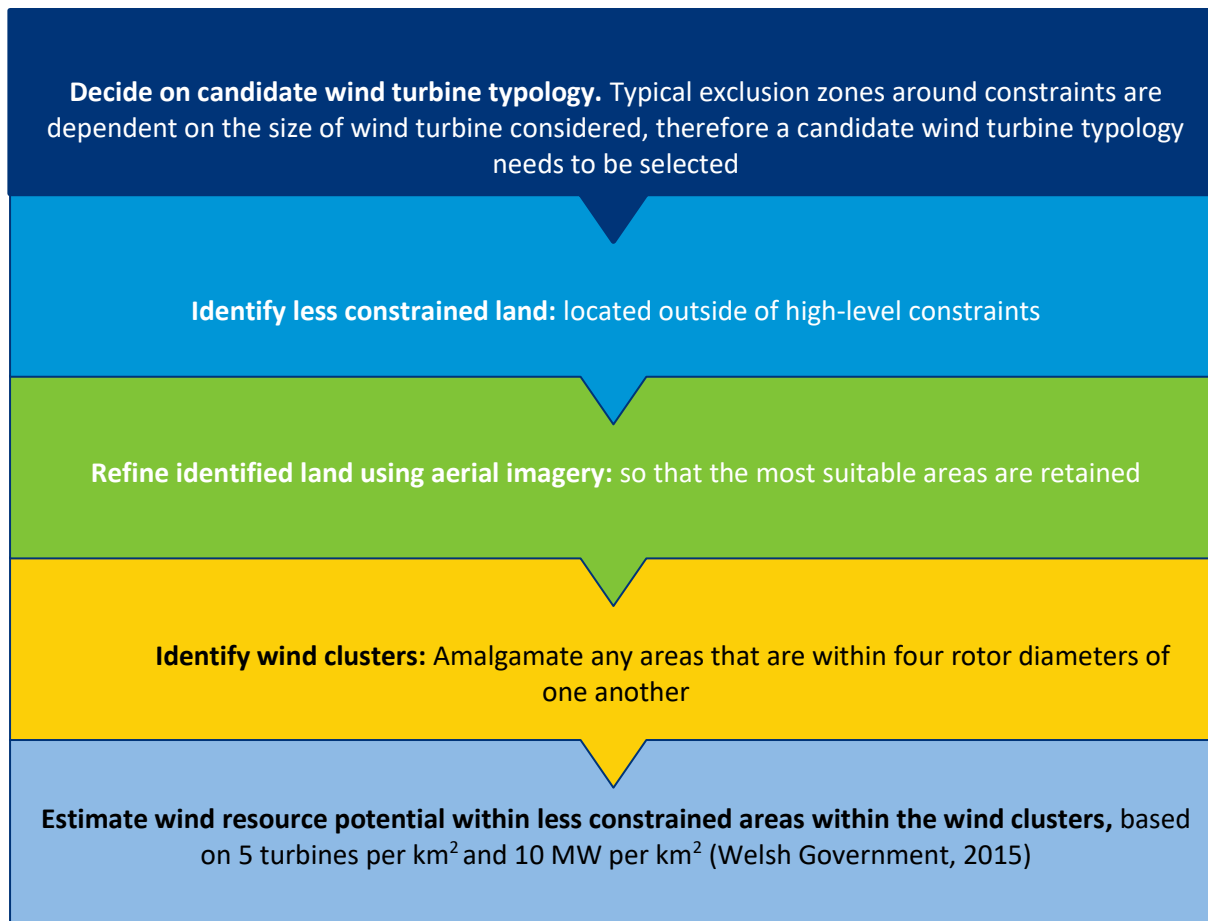 Decide on candidate wind turbine typology. Typical exclusion zones around constraints are
dependent on the size of wind turbine considered, therefore a candidate wind turbine typology
needs to be selected
Identify less constrained land: located outside of high-level constraints
Refine identified land using aerial imagery: so that the most suitable areas are retained
Identify wind clusters: Amalgamate any areas that are within four rotor diameters of
one another
Estimate wind resource potential within less constrained areas within the wind clusters, based
on 5 turbines per km² and 10 MW per km² (Welsh Government, 2015)